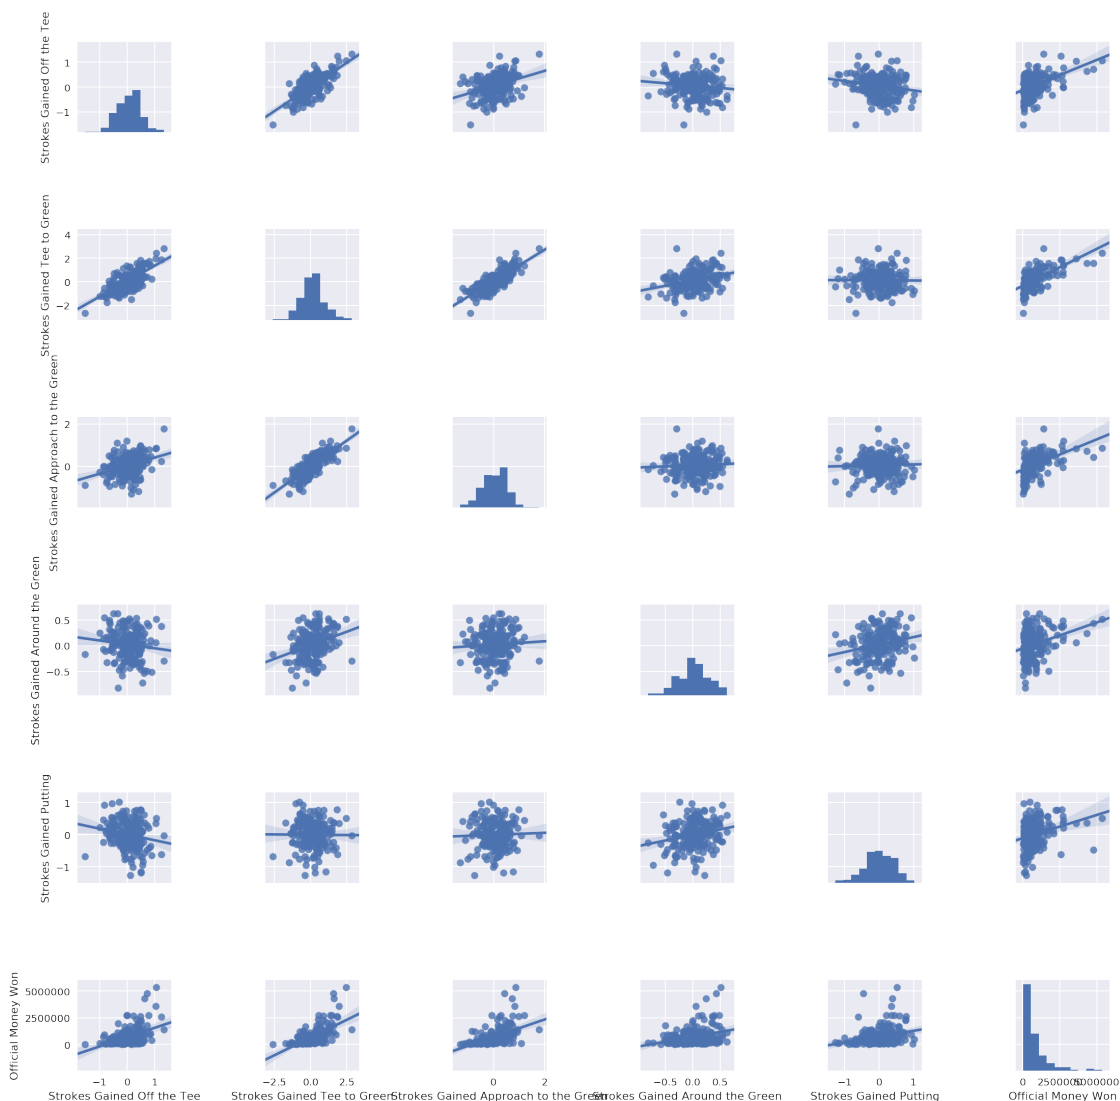 Strokes Gained Off the Tee
1
0
−1
Strokes Gained Tee to Green
4
2
0
−2
Strokes Gained Approach to the Green
2
0
Strokes Gained Around the Green
0.5
0.0
−0.5
Strokes Gained Putting
1
0
−1
Official Money Won
5000000
2500000
0
−1 0 1
−2.5 0.0 2.5
0 2
−0.5 0.0 0.5
−1 0 1
0 2500000 5000000
Strokes Gained Off the Tee
Strokes Gained Tee to Green
Strokes Gained Approach to the Green
Strokes Gained Around the Green
Strokes Gained Putting
Official Money Won